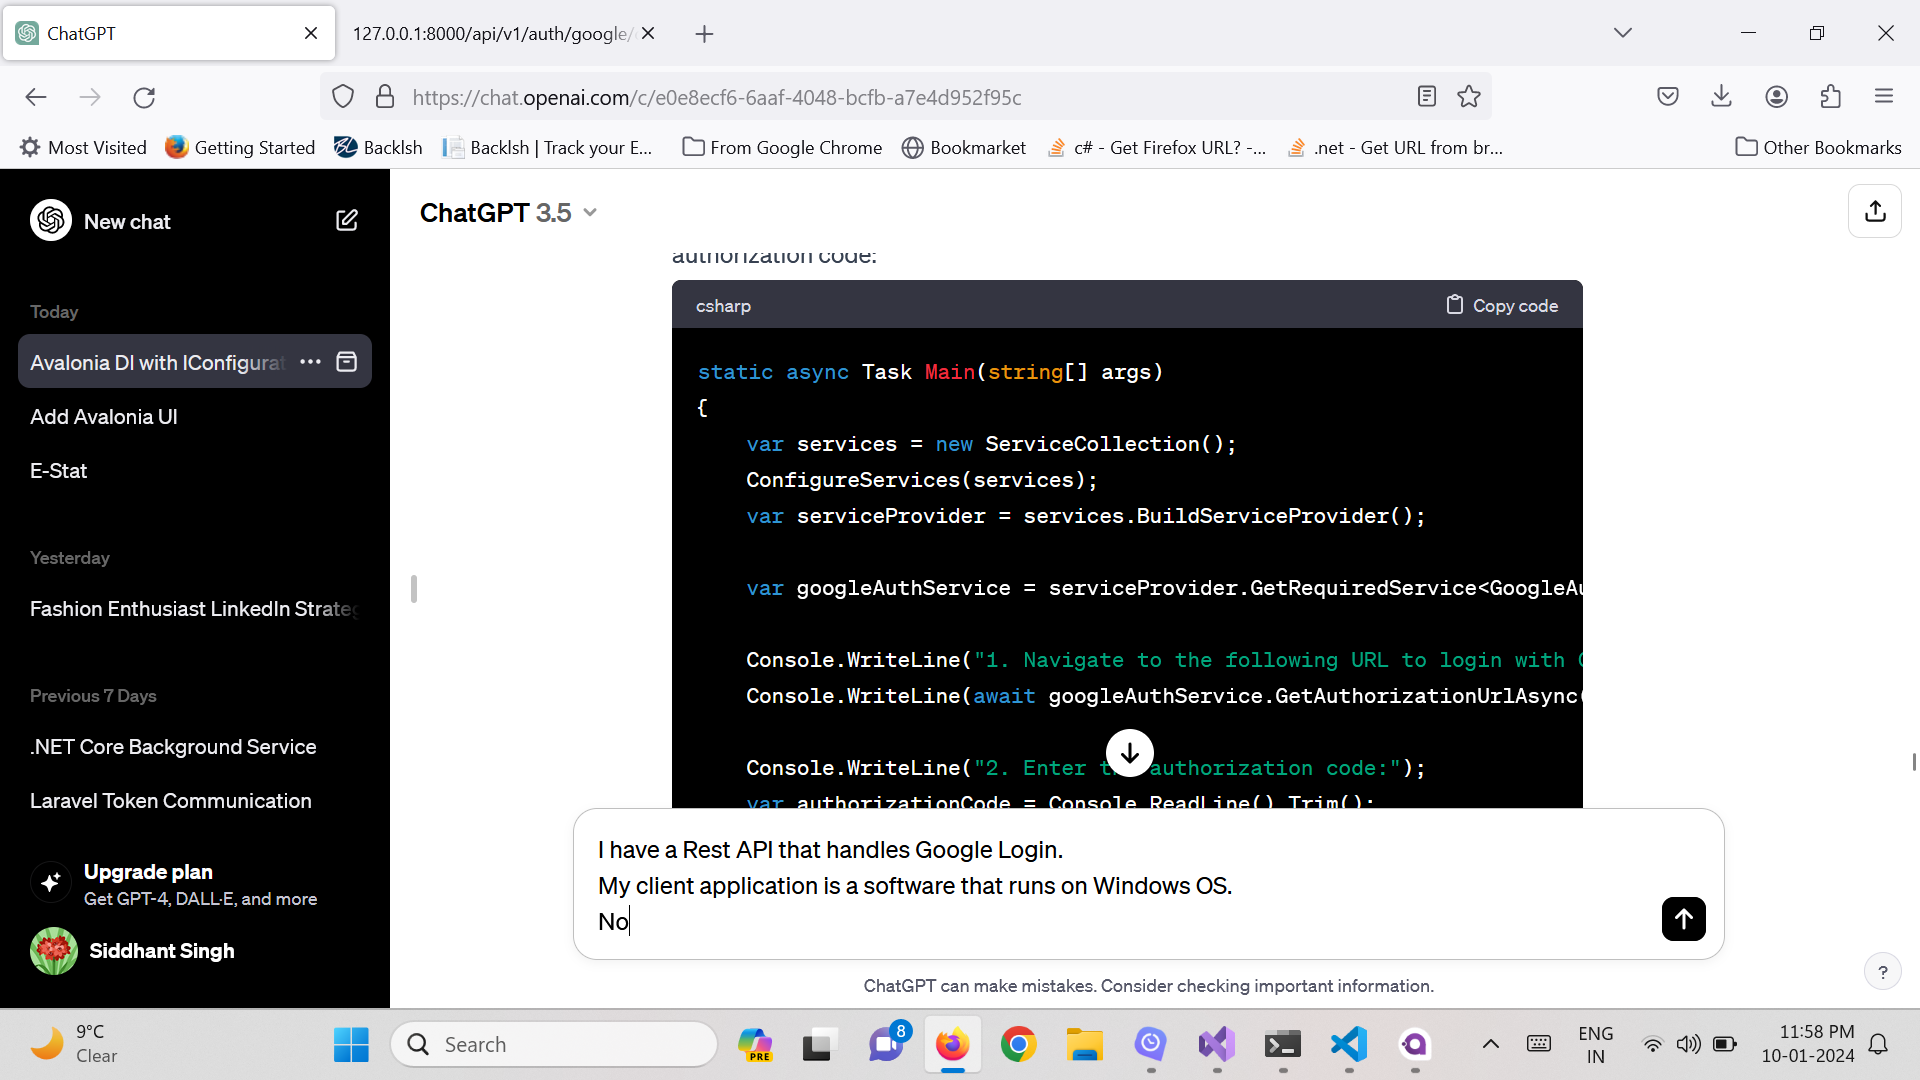 ChatGPT
127.0.0.1:8000/api/v1/auth/google/
https://chat.openai.com/c/e0e8ecf6-6aaf-4048-bcfb-a7e4d952f95c
Most Visited
Getting Started
Backlsh
Backlsh | Track your E...
From Google Chrome
Bookmarket
c# - Get Firefox URL? -...
.net - Get URL from br...
Other Bookmarks
New chat
Today
Avalonia DI with IConfigurat
Add Avalonia UI
E-Stat
Yesterday
Fashion Enthusiast LinkedIn Strateg
Previous 7 Days
.NET Core Background Service
Laravel Token Communication
Upgrade plan
Get GPT-4, DALL·E, and more
Siddhant Singh
ChatGPT 3.5
authorization code:
csharp
Copy code
static async Task Main(string[] args)
{
var services = new ServiceCollection();
ConfigureServices(services);
var serviceProvider = services.BuildServiceProvider();
var googleAuthService = serviceProvider.GetRequiredService<GoogleAu
Console.WriteLine("1. Navigate to the following URL to login with G
Console.WriteLine(await googleAuthService.GetAuthorizationUrlAsync(
Console.WriteLine("2. Enter the authorization code:");
var authorizationCode = Console.ReadLine().Trim();
I have a Rest API that handles Google Login.
My client application is a software that runs on Windows OS.
No
ChatGPT can make mistakes. Consider checking important information.
?
9°C
Clear
Search
PRE
8
ENG
IN
11:58 PM
10-01-2024